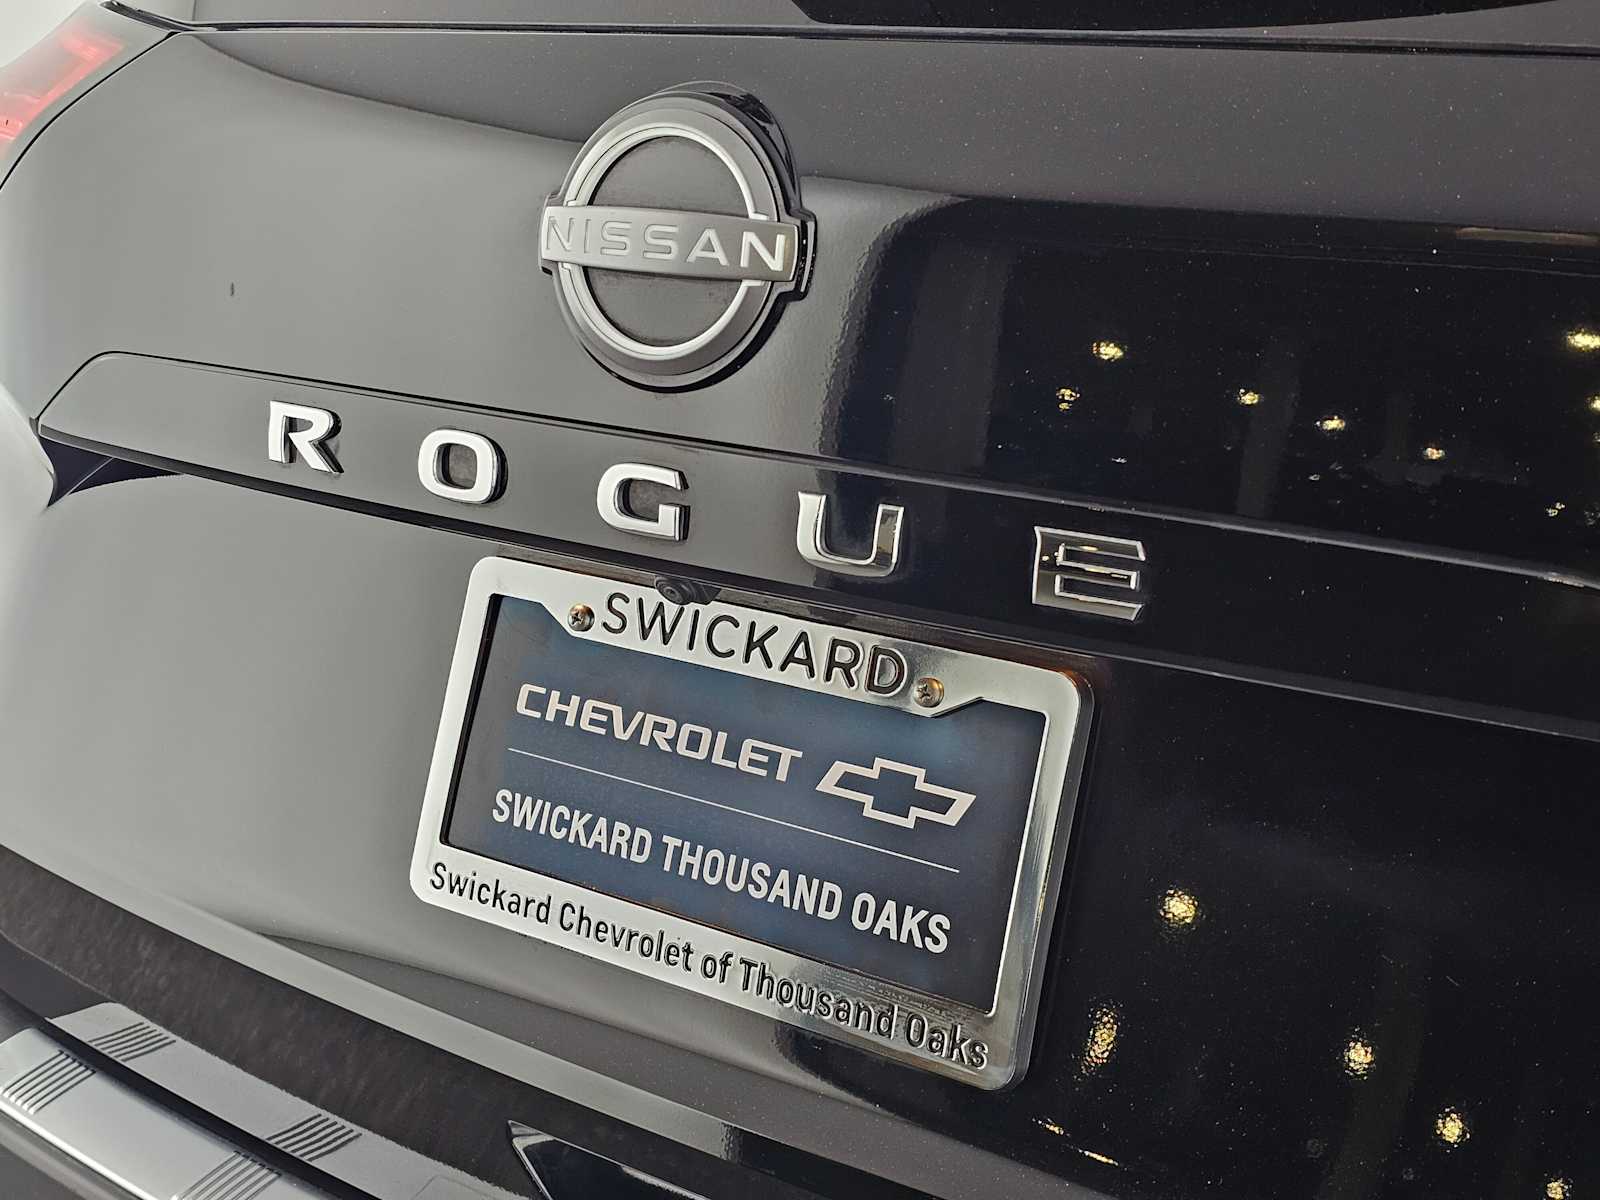 NISSAN
ROGUE
SWICKARD
CHEVROLET
SWICKARD THOUSAND OAKS
Swickard Chevrolet of Thousand Oaks